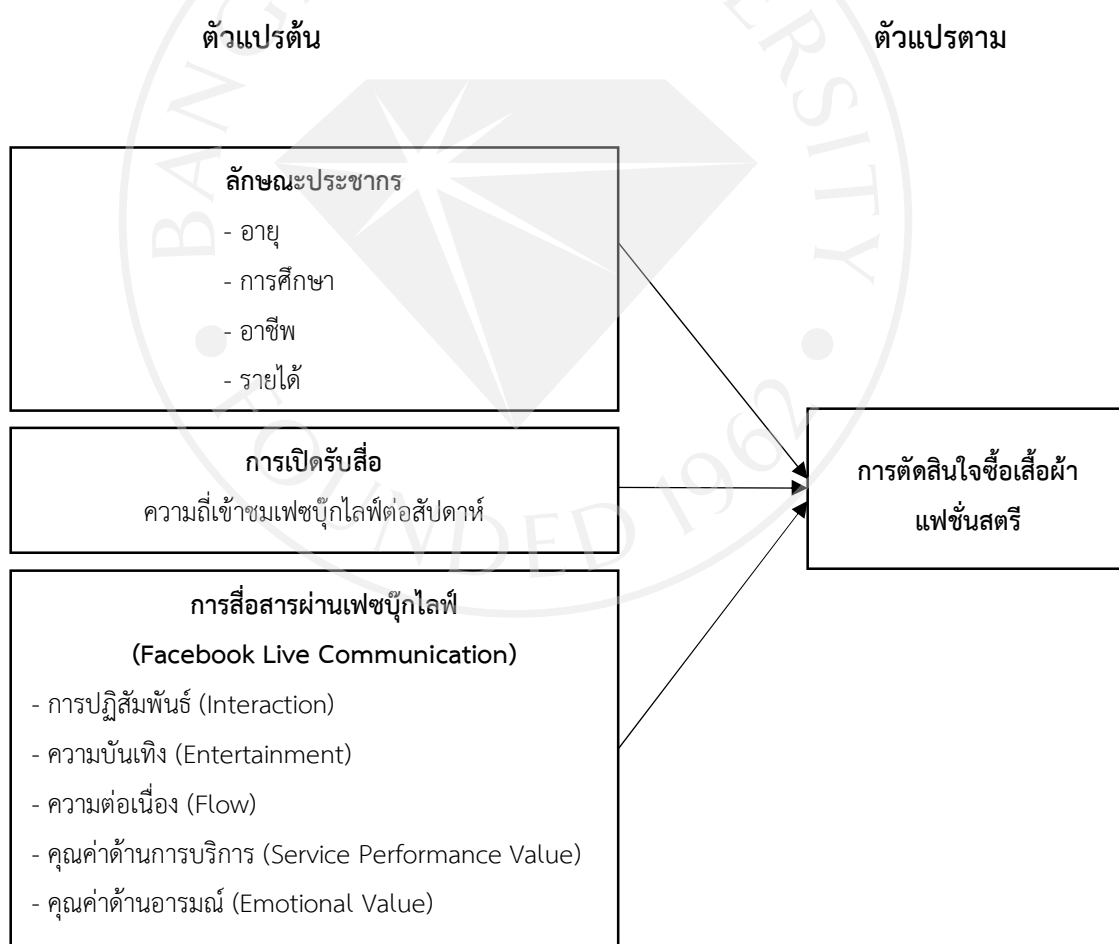 ตัวแปรต้น
ตัวแปรตาม
ลักษณะประชากร
- อายุ
- การศึกษา
- อาชีพ
- รายได้
การเปิดรับสื่อ
ความถี่เข้าชมเฟซบุ๊กไลฟ์ต่อสัปดาห์
การสื่อสารผ่านเฟซบุ๊กไลฟ์
(Facebook Live Communication)
- การปฏิสัมพันธ์ (Interaction)
- ความบันเทิง (Entertainment)
- ความต่อเนื่อง (Flow)
- คุณค่าด้านการบริการ (Service Performance Value)
- คุณค่าด้านอารมณ์ (Emotional Value)
การตัดสินใจซื้อเสื้อผ้า
แฟชั่นสตรี
FOUNDED 1962